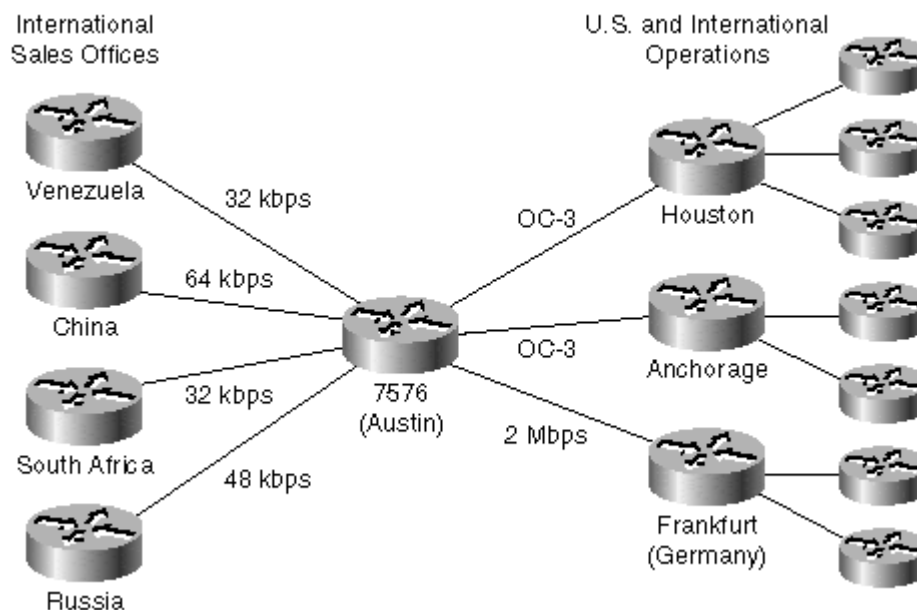 International
Sales Offices
U.S. and International
Operations
Venezuela
32 kbps
OC-3
Houston
64 kbps
China
7576
(Austin)
OC-3
Anchorage
32 kbps
South Africa
2 Mbps
48 kbps
Frankfurt
(Germany)
Russia